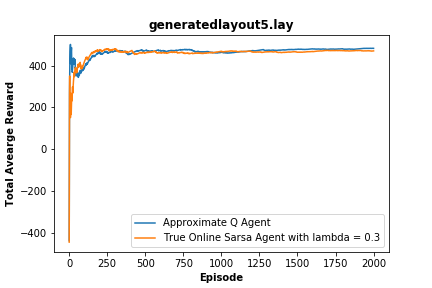 generatedlayout5.lay
Total Avearge Reward
400
200
0
−200
−400
Approximate Q Agent
True Online Sarsa Agent with lambda = 0.3
0 250 500 750 1000 1250 1500 1750 2000
Episode